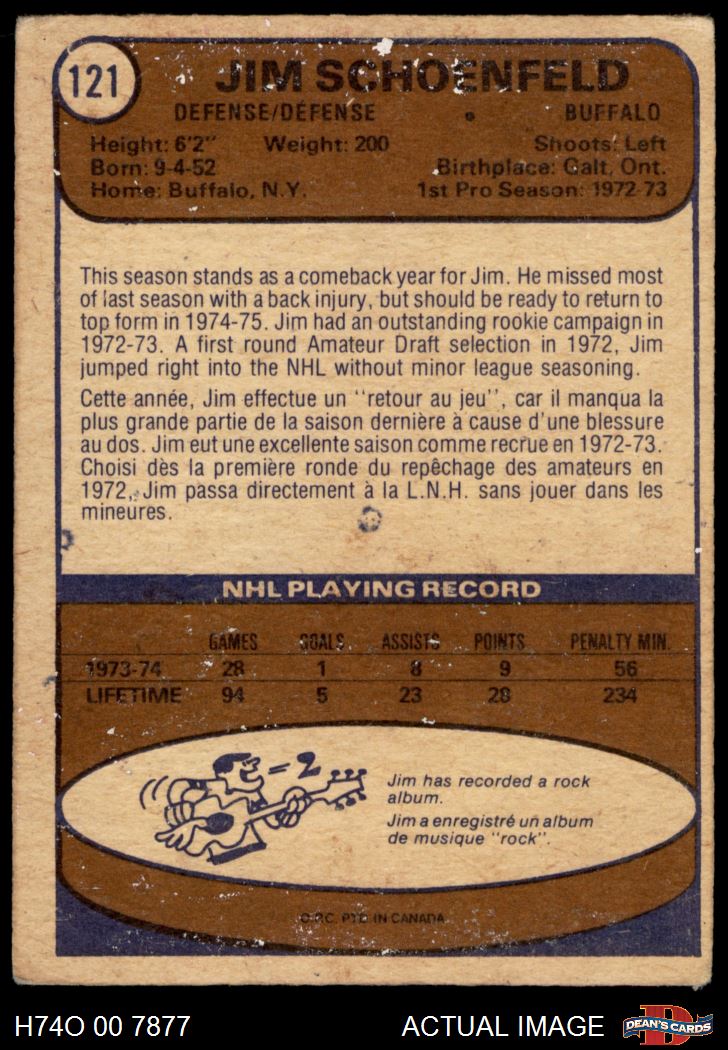 121
JIM SCHOENFELD
DEFENSE/DÉFENSE • BUFFALO
Height: 6'2" Weight: 200 Shoots: Left
Born: 9-4-52 Birthplace: Galt, Ont.
Home: Buffalo, N.Y. 1st Pro Season: 1972-73
This season stands as a comeback year for Jim. He missed most
of last season with a back injury, but should be ready to return to
top form in 1974-75. Jim had an outstanding rookie campaign in
1972-73. A first round Amateur Draft selection in 1972, Jim
jumped right into the NHL without minor league seasoning.
Cette année, Jim effectue un "retour au jeu", car il manqua la
plus grande partie de la saison dernière à cause d'une blessure
au dos. Jim eut une excellente saison comme recrue en 1972-73.
Choisi dès la première ronde du repêchage des amateurs en
1972, Jim passa directement à la L.N.H. sans jouer dans les
mineures.
NHL PLAYING RECORD
GAMES GOALS ASSISTS POINTS PENALTY MIN.
1973-74 28 1 8 9 56
LIFETIME 94 5 23 28 234
Jim has recorded a rock
album.
Jim a enregistré un album
de musique "rock".
O.P.C. PTD. IN CANADA
H74O 00 7877 ACTUAL IMAGE DEAN'S CARDS